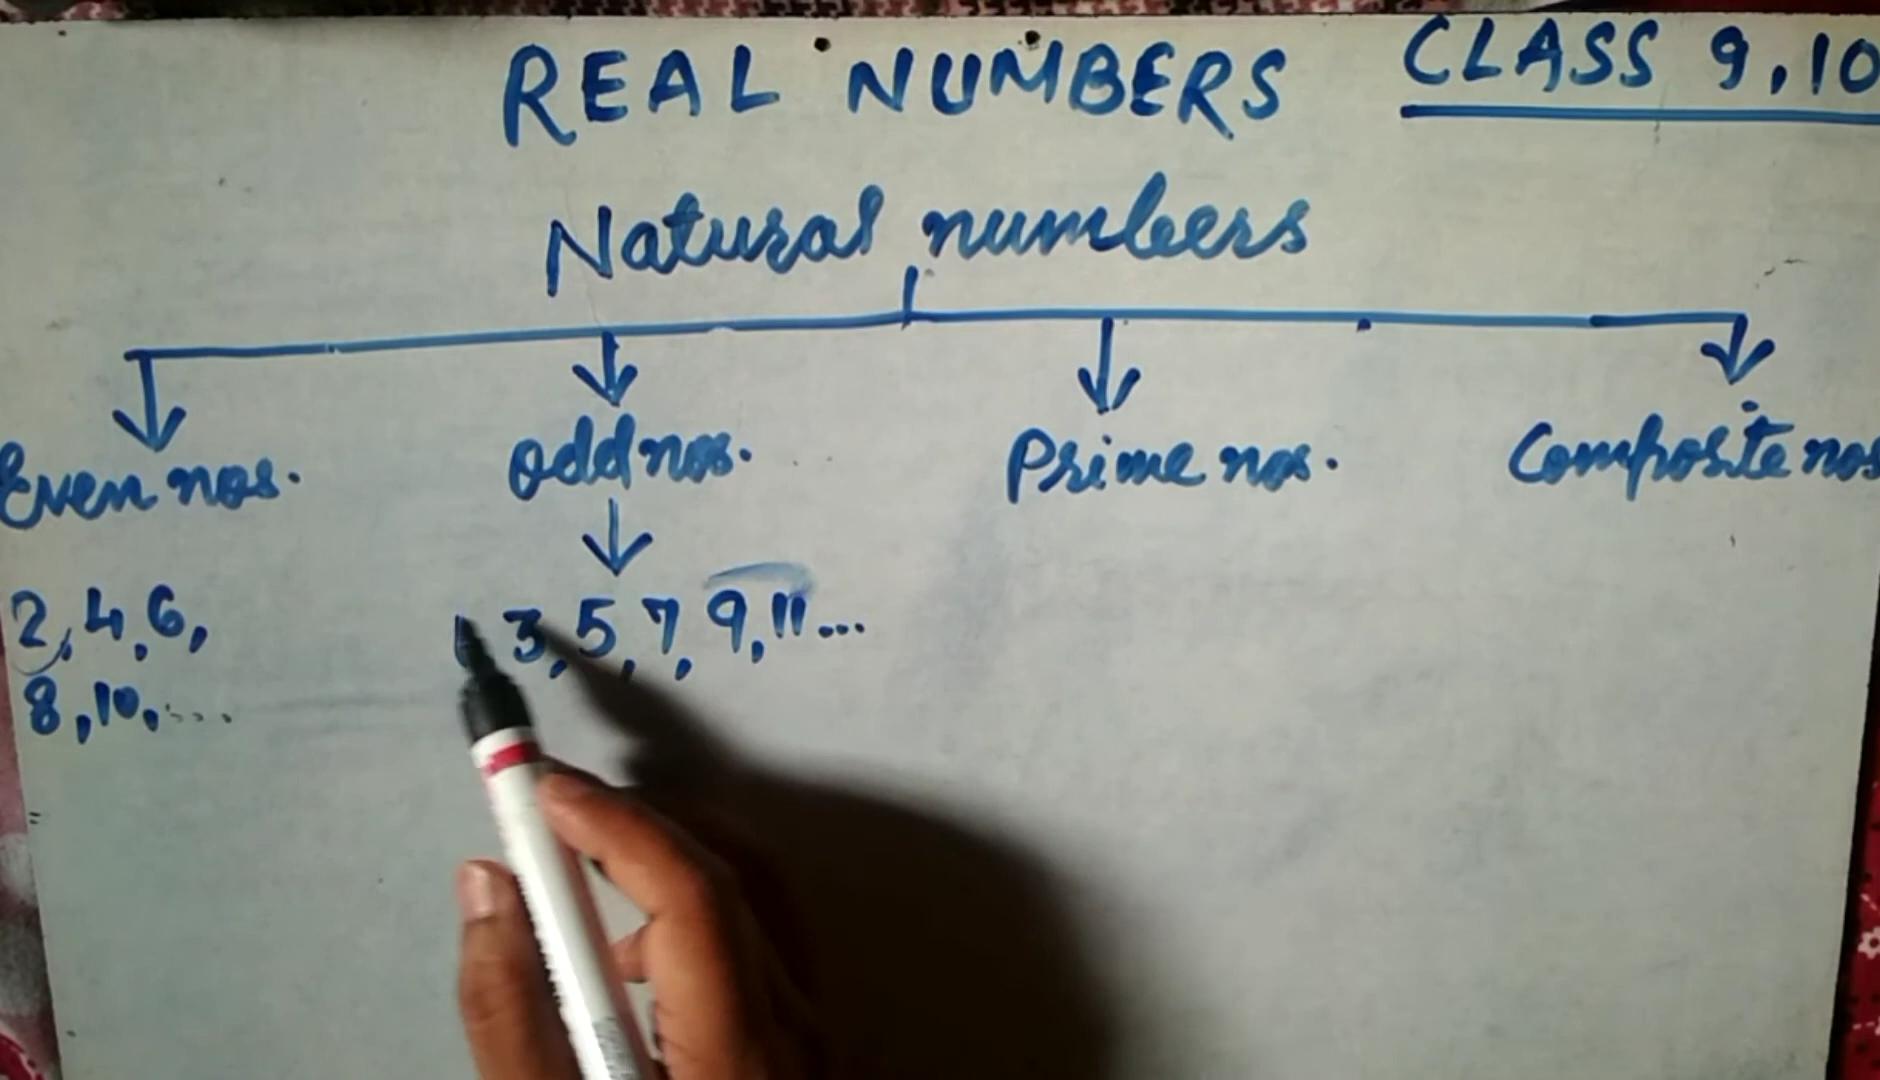 REAL NUMBERS
CLASS 9,10
Natural numbers
Even nos.
odd nos.
Prime nos.
Composite nos
2,4,6,
8,10,....
1 3,5,7,9,11...